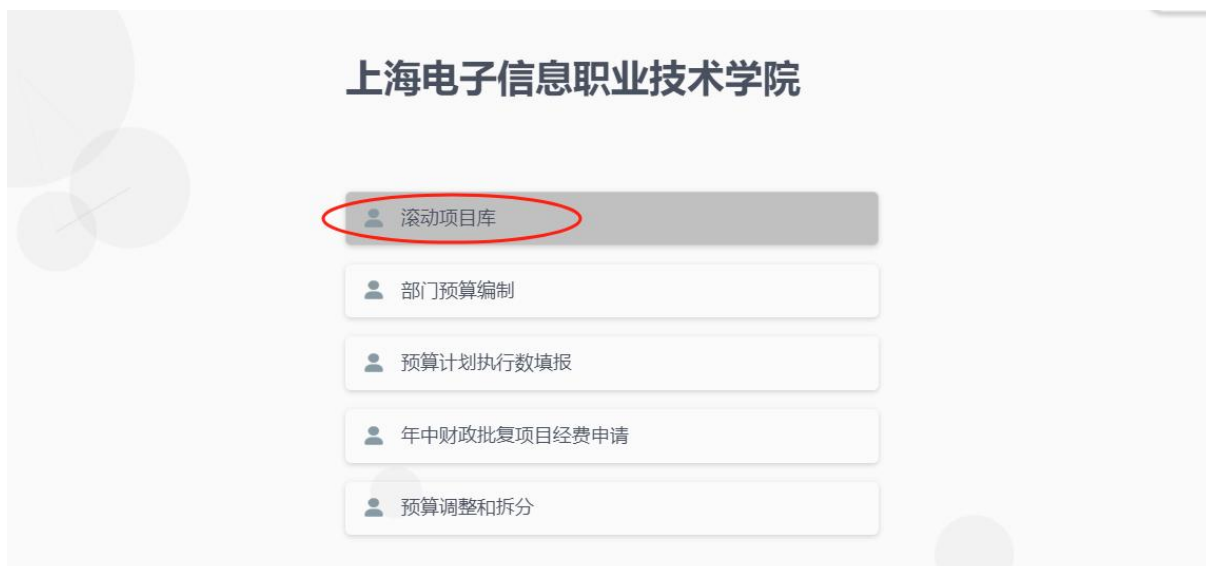 上海电子信息职业技术学院
滚动项目库
部门预算编制
预算计划执行数填报
年中财政批复项目经费申请
预算调整和拆分